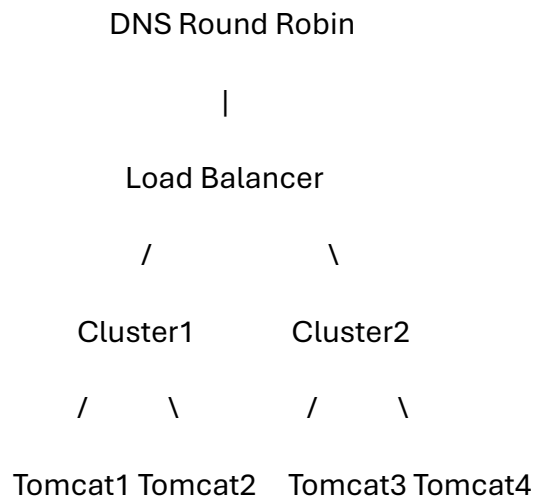 DNS Round Robin
|
Load Balancer
/ \
Cluster1 Cluster2
/ \ / \
Tomcat1 Tomcat2 Tomcat3 Tomcat4